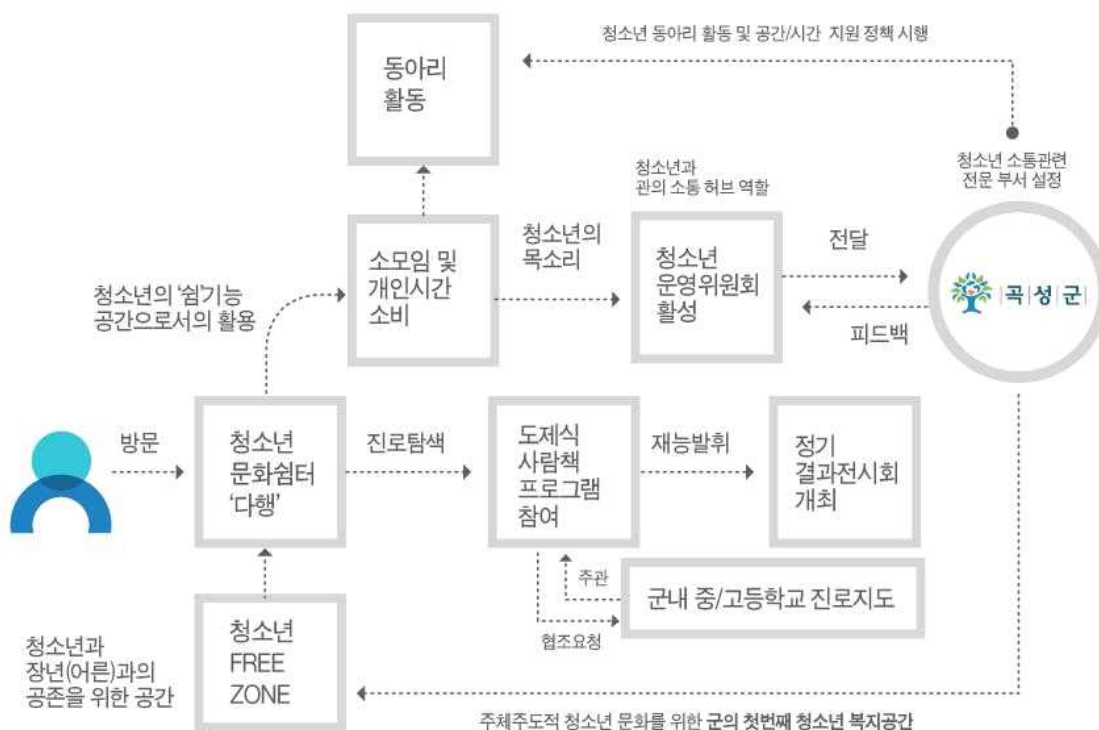 청소년 동아리 활동 및 공간/시간 지원 정책 시행
동아리
활동
청소년 소통관련
전문 부서 설정
청소년과
관의 소통 허브 역할
소모임 및
개인시간
소비
청소년의
목소리
청소년
운영위원회
활성
전달
피드백
곡성군
청소년의 '쉼'기능
공간으로서의 활용
방문
청소년
문화쉼터
'다행'
진로탐색
도제식
사람책
프로그램
참여
재능발휘
정기
결과전시회
개최
주관
협조요청
군내 중/고등학교 진로지도
청소년과
장년(어른)과의
공존을 위한 공간
청소년
FREE
ZONE
주체주도적 청소년 문화를 위한 군의 첫번째 청소년 복지공간